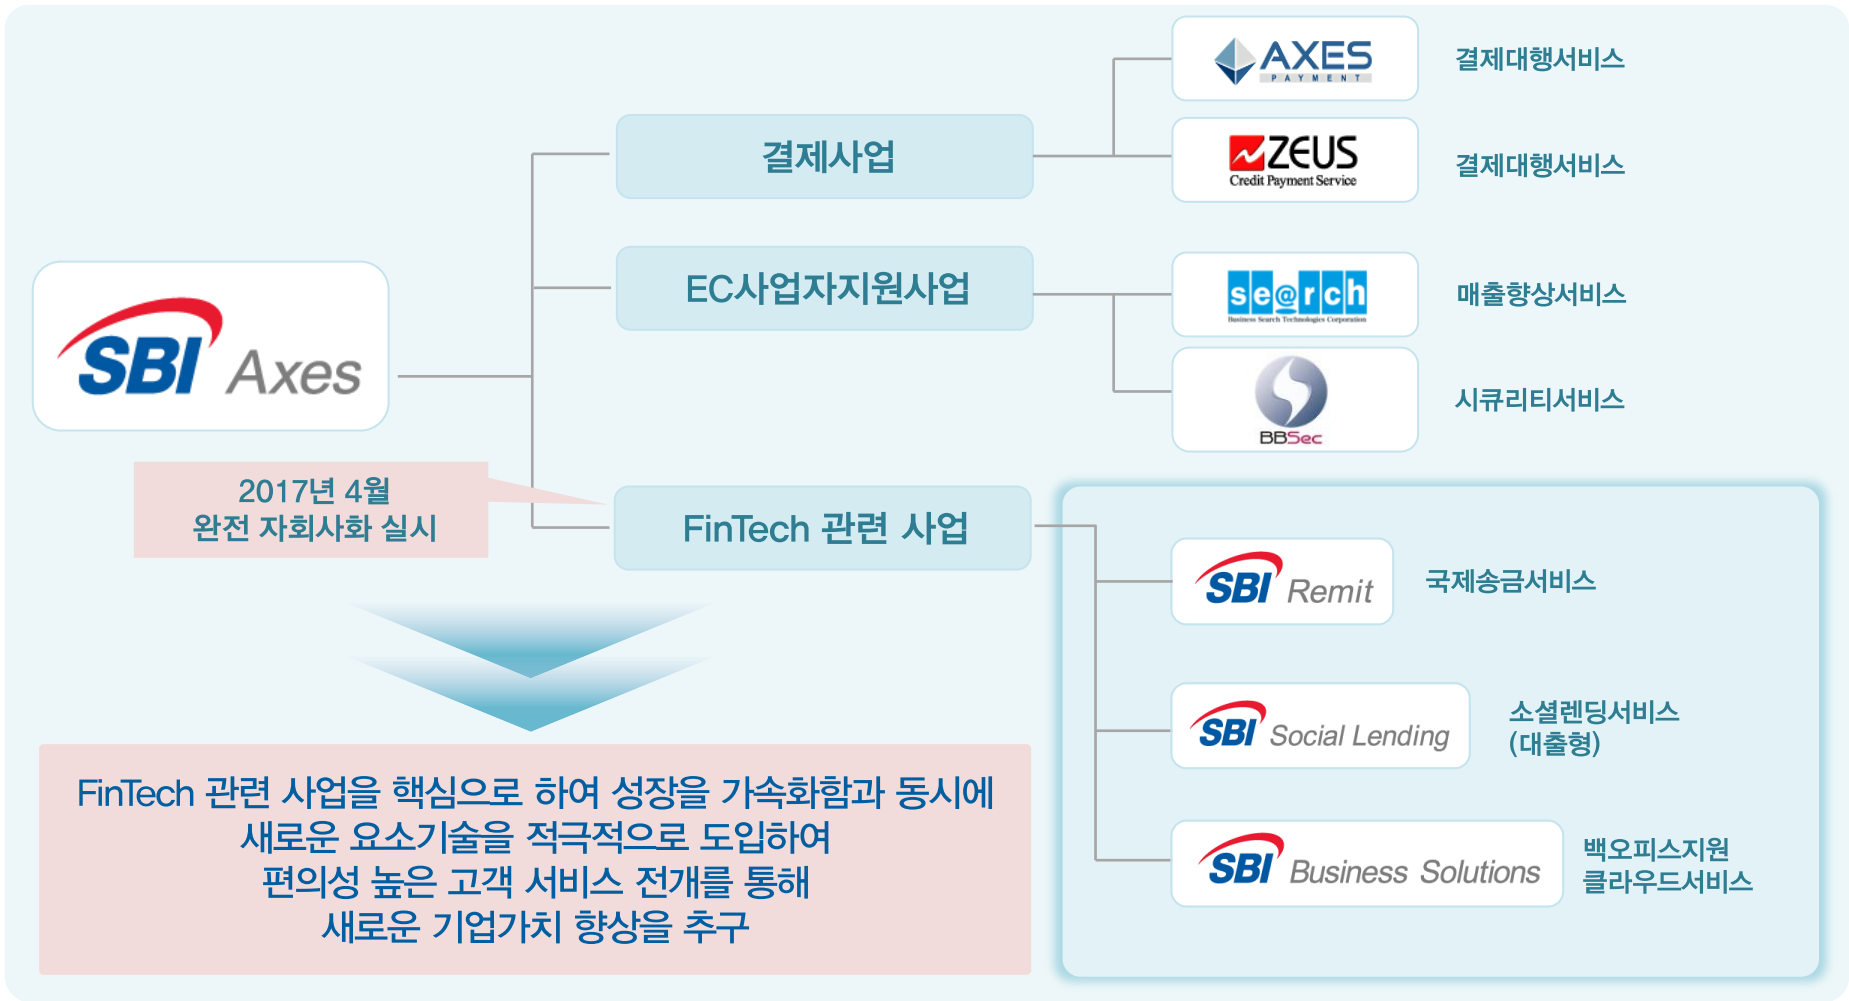 AXES
PAYMENT
결제대행서비스
결제사업
ZEUS
Credit Payment Service
결제대행서비스
EC사업자지원사업
se@rch
Business Search Technologies Corporation
매출향상서비스
SBI Axes
BBSec
시큐리티서비스
2017년 4월
완전 자회사화 실시
FinTech 관련 사업
SBI Remit
국제송금서비스
SBI Social Lending
소셜렌딩서비스
(대출형)
SBI Business Solutions
백오피스지원
클라우드서비스
FinTech 관련 사업을 핵심으로 하여 성장을 가속화함과 동시에
새로운 요소기술을 적극적으로 도입하여
편의성 높은 고객 서비스 전개를 통해
새로운 기업가치 향상을 추구